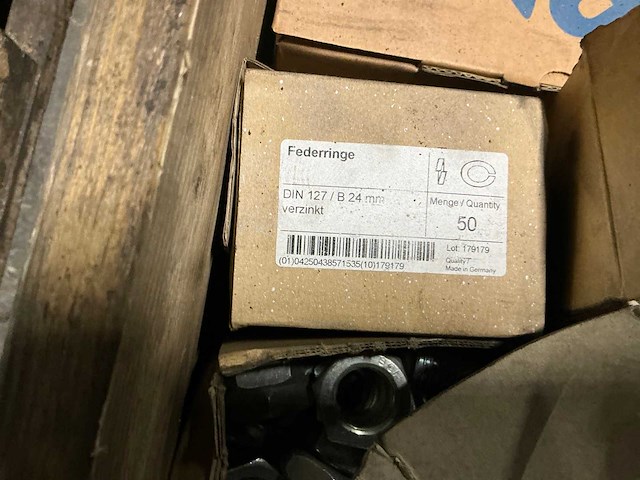 Federringe
DIN 127 / B 24 mm
verzinkt
Menge / Quantity
50
Lot: 179179
Quality
Made in Germany
(01)04250438571535(10)179179